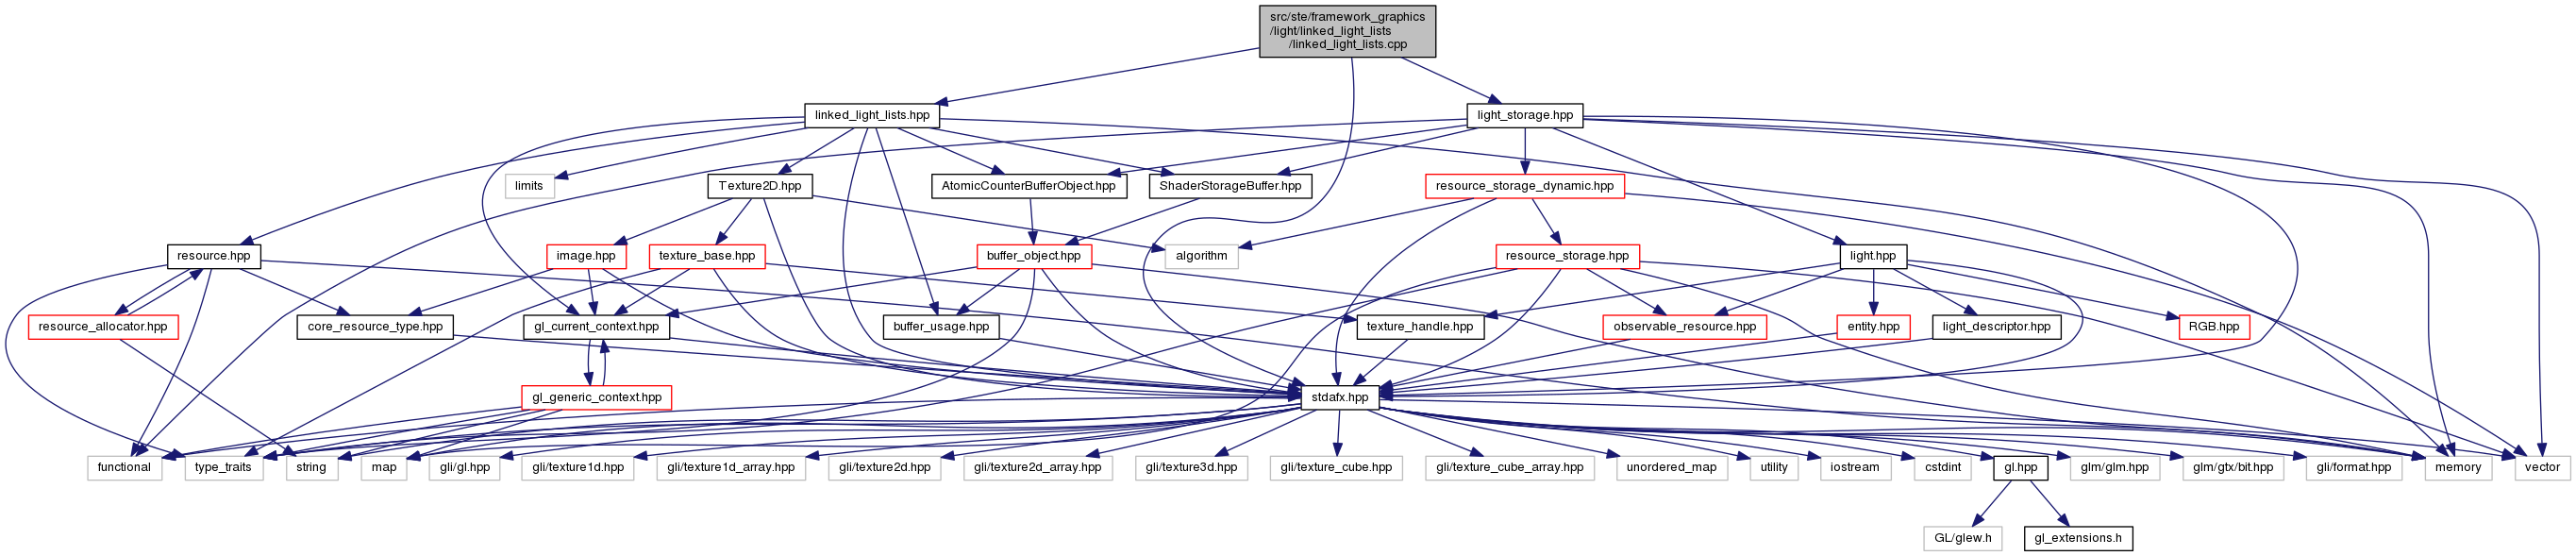 src/ste/framework_graphics
/light/linked_light_lists
/linked_light_lists.cpp
linked_light_lists.hpp
light_storage.hpp
limits
Texture2D.hpp
AtomicCounterBufferObject.hpp
ShaderStorageBuffer.hpp
resource_storage_dynamic.hpp
resource.hpp
image.hpp
texture_base.hpp
buffer_object.hpp
algorithm
resource_storage.hpp
light.hpp
resource_allocator.hpp
core_resource_type.hpp
gl_current_context.hpp
buffer_usage.hpp
texture_handle.hpp
observable_resource.hpp
entity.hpp
light_descriptor.hpp
RGB.hpp
gl_generic_context.hpp
stdafx.hpp
functional
type_traits
string
map
gli/gl.hpp
gli/texture1d.hpp
gli/texture1d_array.hpp
gli/texture2d.hpp
gli/texture2d_array.hpp
gli/texture3d.hpp
gli/texture_cube.hpp
gli/texture_cube_array.hpp
unordered_map
utility
iostream
cstdint
gl.hpp
glm/glm.hpp
glm/gtx/bit.hpp
gli/format.hpp
memory
vector
GL/glew.h
gl_extensions.h